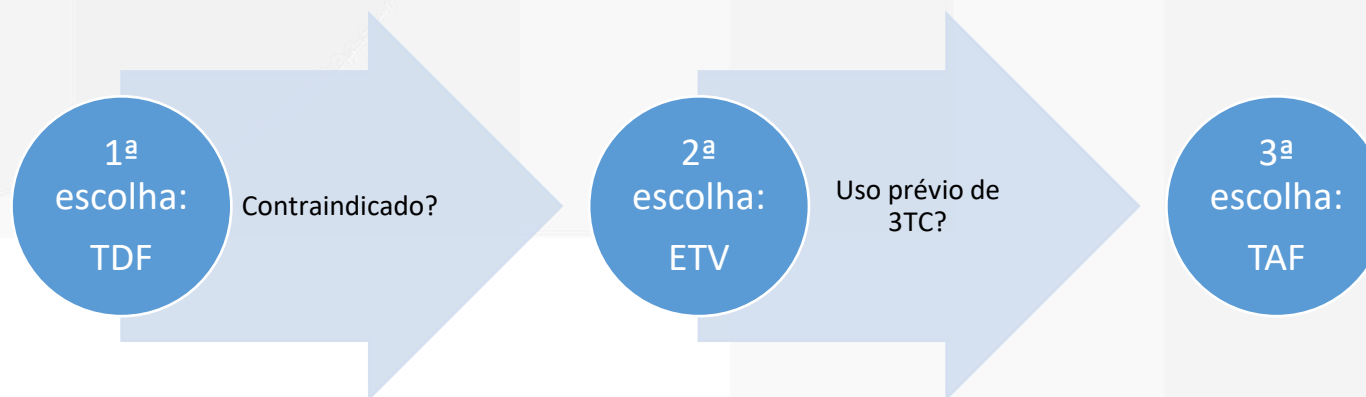 1ª
escolha:
TDF
Contraindicado?
2ª
escolha:
ETV
Uso prévio de
3TC?
3ª
escolha:
TAF